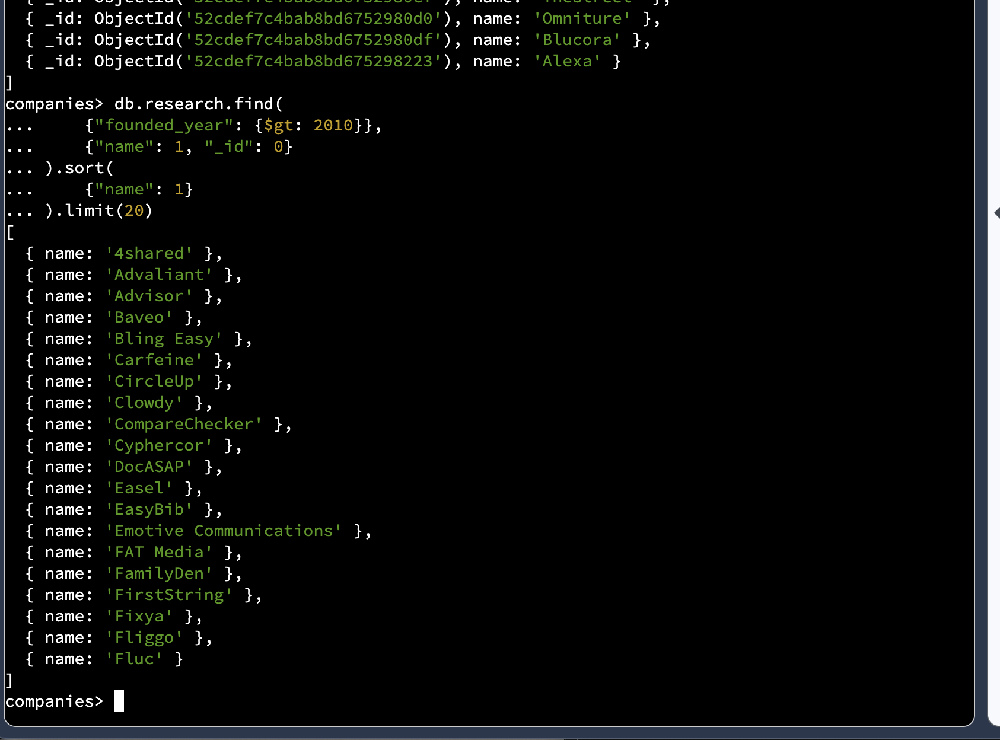 { _id: ObjectId('52cdef7c4bab8bd6752980d0'), name: 'Omniture' },
{ _id: ObjectId('52cdef7c4bab8bd6752980df'), name: 'Blucora' },
{ _id: ObjectId('52cdef7c4bab8bd675298223'), name: 'Alexa' }
]
companies> db.research.find(
...     {"founded_year": {$gt: 2010}},
...     {"name": 1, "_id": 0}
... ).sort(
...     {"name": 1}
... ).limit(20)
[
  { name: '4shared' },
  { name: 'Advaliant' },
  { name: 'Advisor' },
  { name: 'Baveo' },
  { name: 'Bling Easy' },
  { name: 'Carfeine' },
  { name: 'CircleUp' },
  { name: 'Clowdy' },
  { name: 'CompareChecker' },
  { name: 'Cyphercor' },
  { name: 'DocASAP' },
  { name: 'Easel' },
  { name: 'EasyBib' },
  { name: 'Emotive Communications' },
  { name: 'FAT Media' },
  { name: 'FamilyDen' },
  { name: 'FirstString' },
  { name: 'Fixya' },
  { name: 'Fliggo' },
  { name: 'Fluc' }
]
companies>